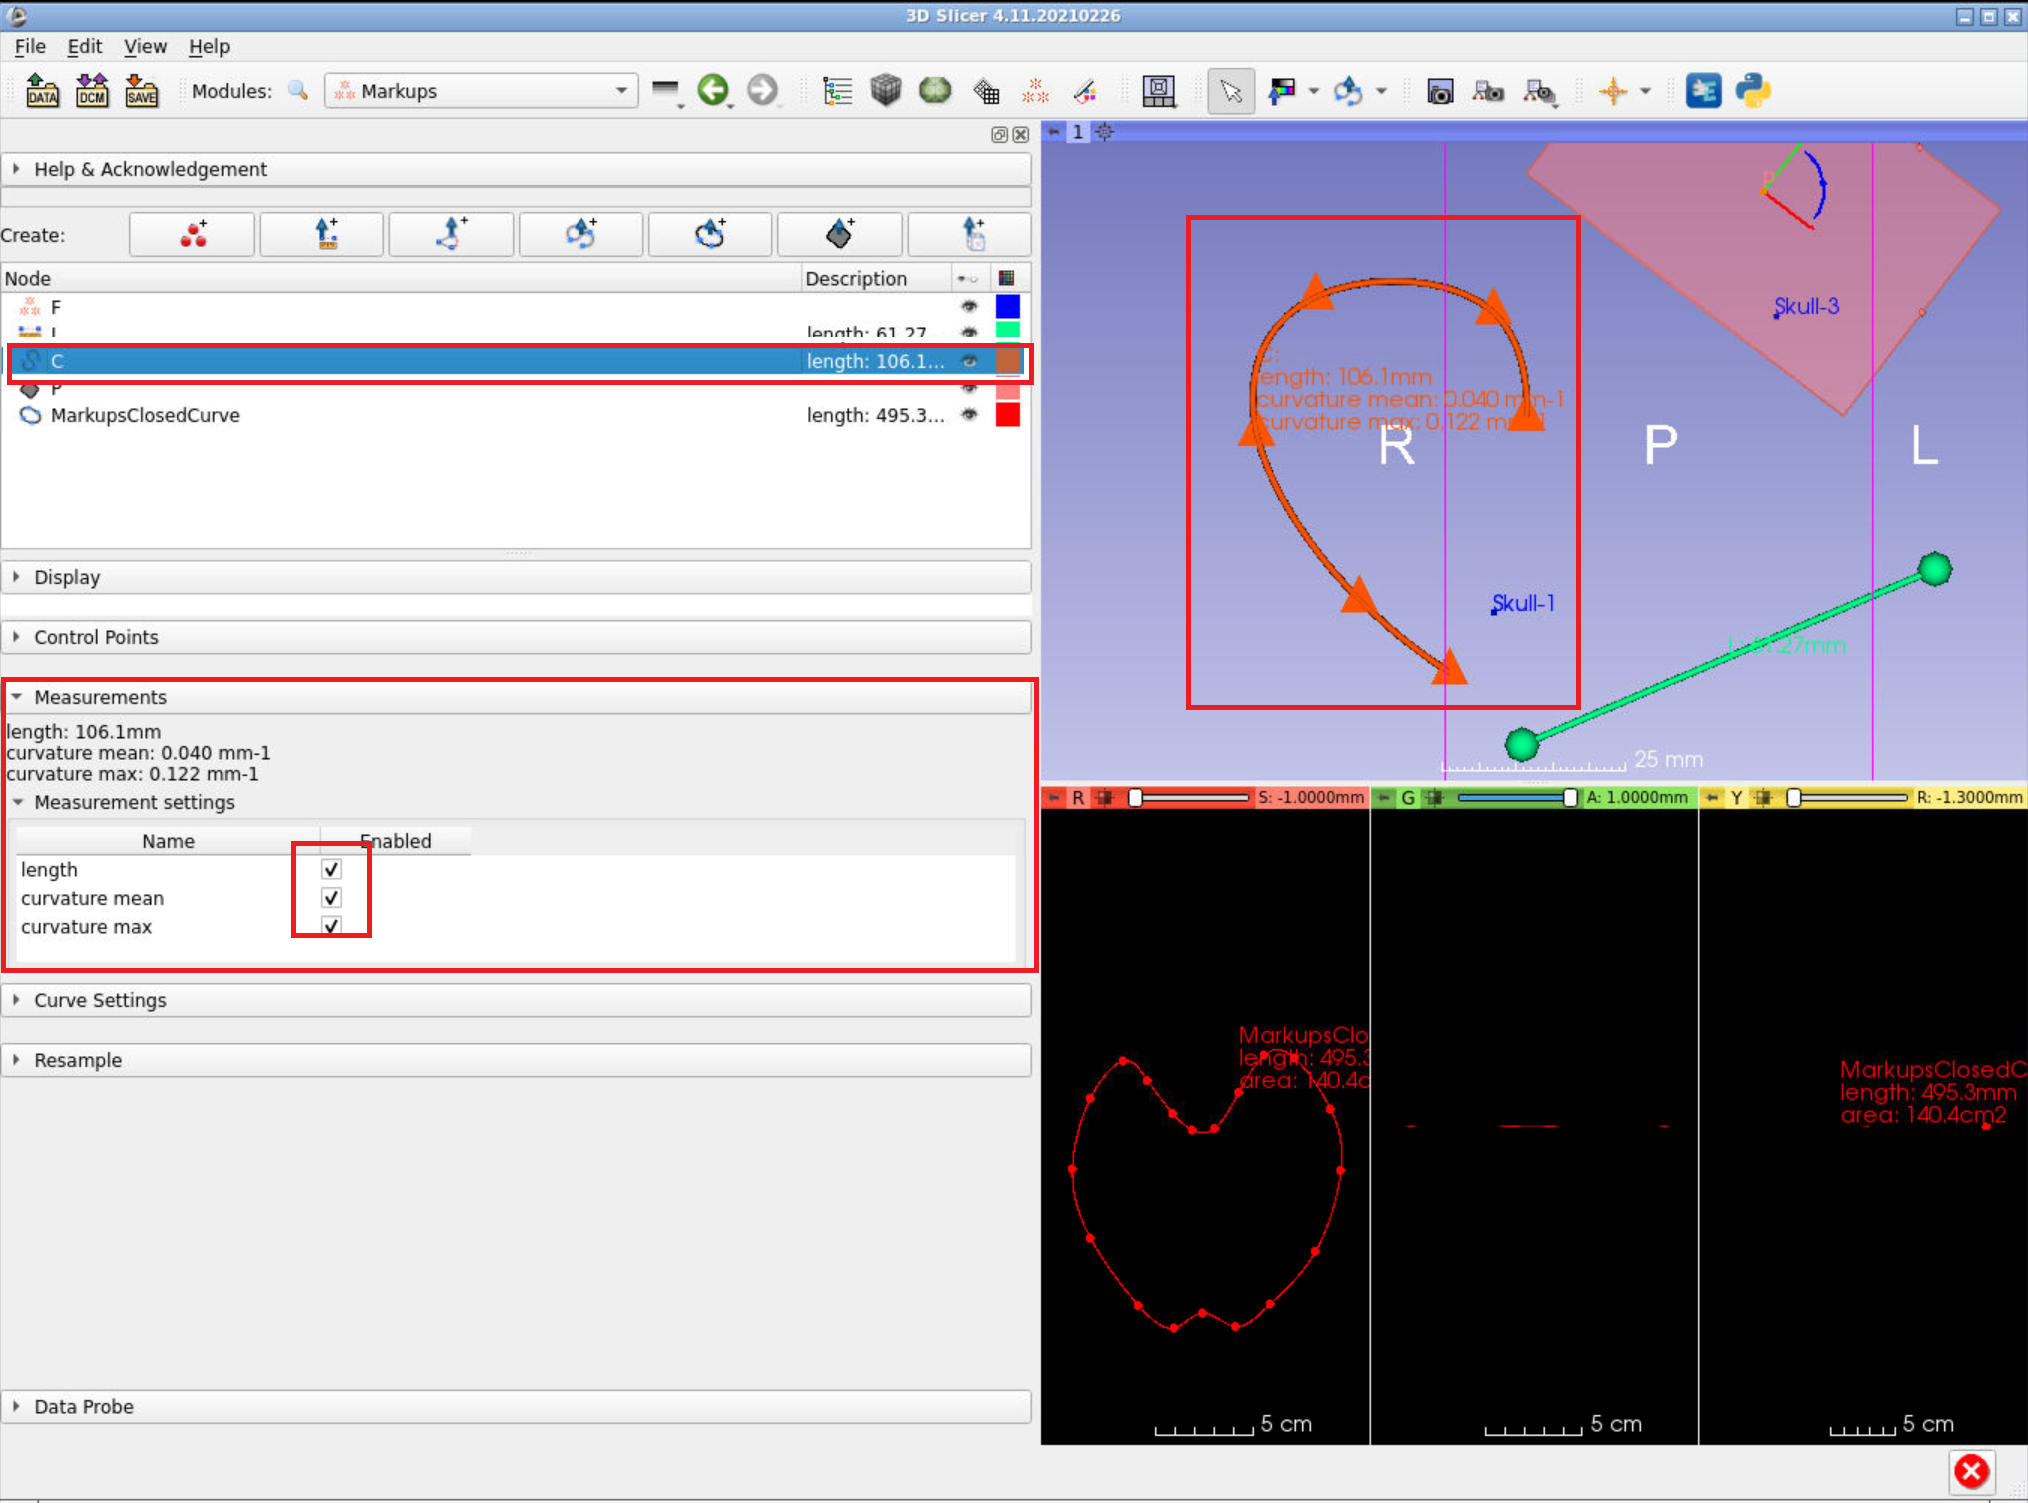 3D Slicer 4.11.20210226
File Edit View Help
DATA DCM SAVE Modules: Markups
1
Help & Acknowledgement
Create:
Node Description
F
L length: 61.27
C length: 106.1...
P
MarkupsClosedCurve length: 495.3...
Display
Control Points
Measurements
length: 106.1mm
curvature mean: 0.040 mm-1
curvature max: 0.122 mm-1
Measurement settings
Name Enabled
length
curvature mean
curvature max
Curve Settings
Resample
Data Probe
P
Skull-3
C:
length: 106.1mm
curvature mean: 0.040 mm-1
curvature max: 0.122 mm-1
R P L
Skull-1
L: 61.27mm
25 mm
R S: -1.0000mm G A: 1.0000mm Y R: -1.3000mm
MarkupsClo
length: 495.3
area: 140.4c
MarkupsClosedC
length: 495.3mm
area: 140.4cm2
5 cm 5 cm 5 cm